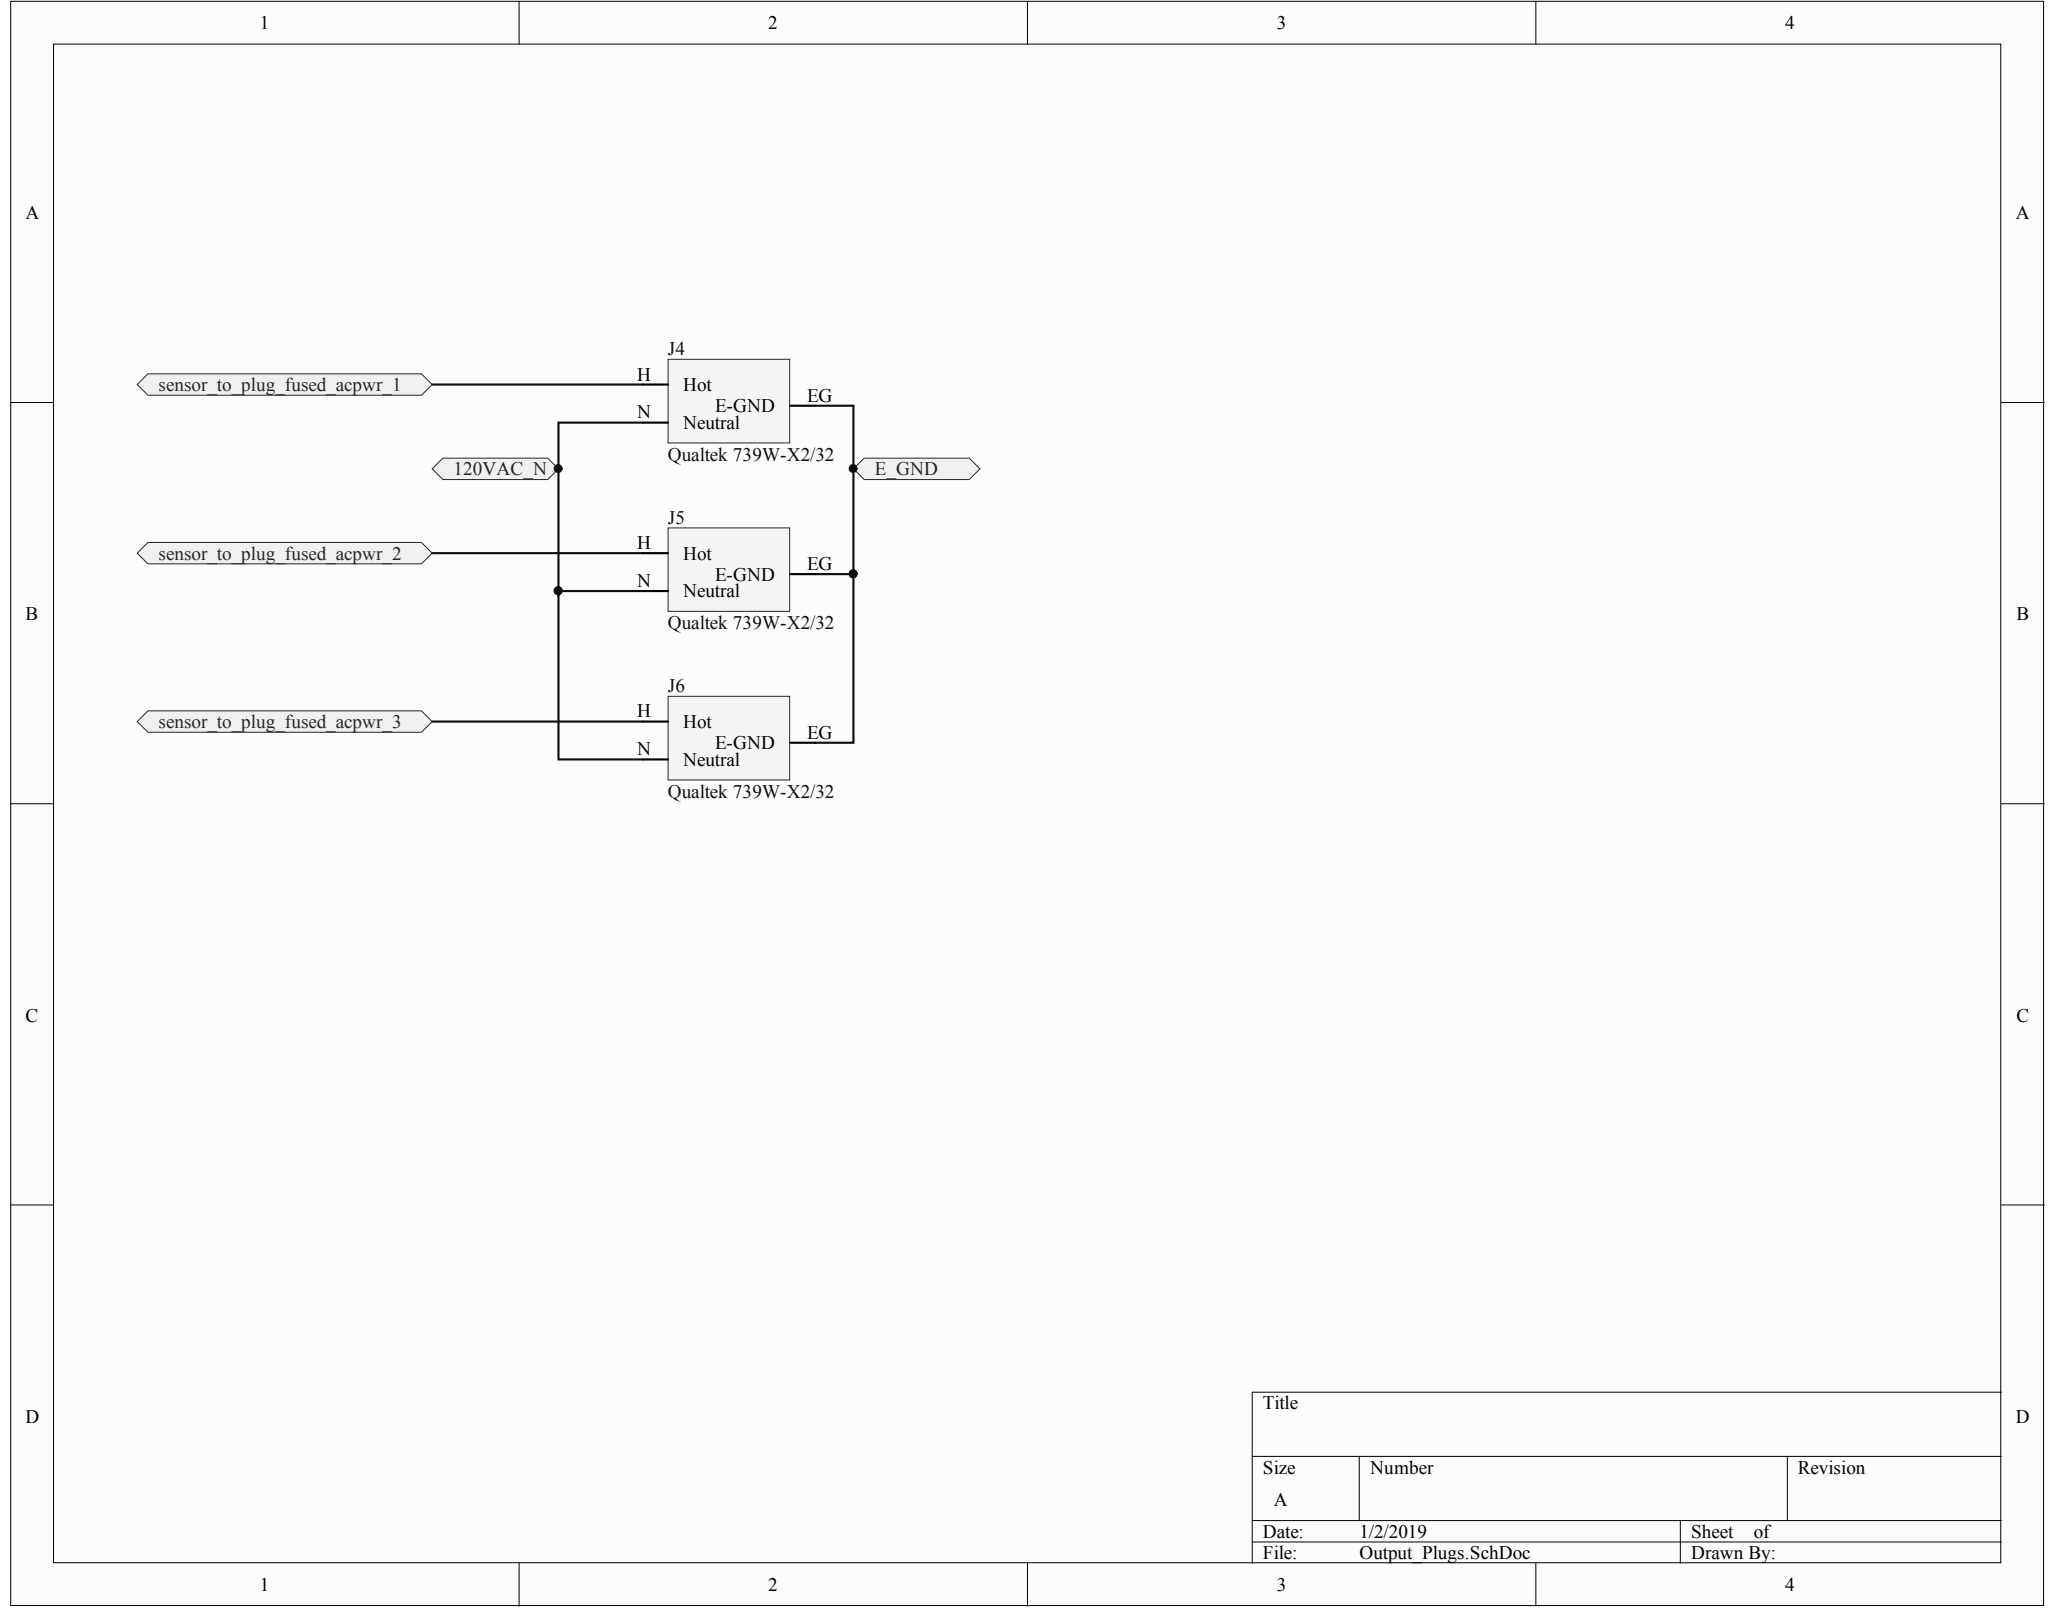 1 2 3 4
A A
J4
sensor_to_plug_fused_acpwr_1 H Hot
E-GND EG
N Neutral
Qualtek 739W-X2/32
120VAC_N E_GND
J5
sensor_to_plug_fused_acpwr_2 H Hot
E-GND EG
N Neutral
B B
Qualtek 739W-X2/32
J6
sensor_to_plug_fused_acpwr_3 H Hot
E-GND EG
N Neutral
Qualtek 739W-X2/32
C C
D D
Title
Size Number Revision
A
Date: 1/2/2019 Sheet of
File: Output_Plugs.SchDoc Drawn By:
1 2 3 4